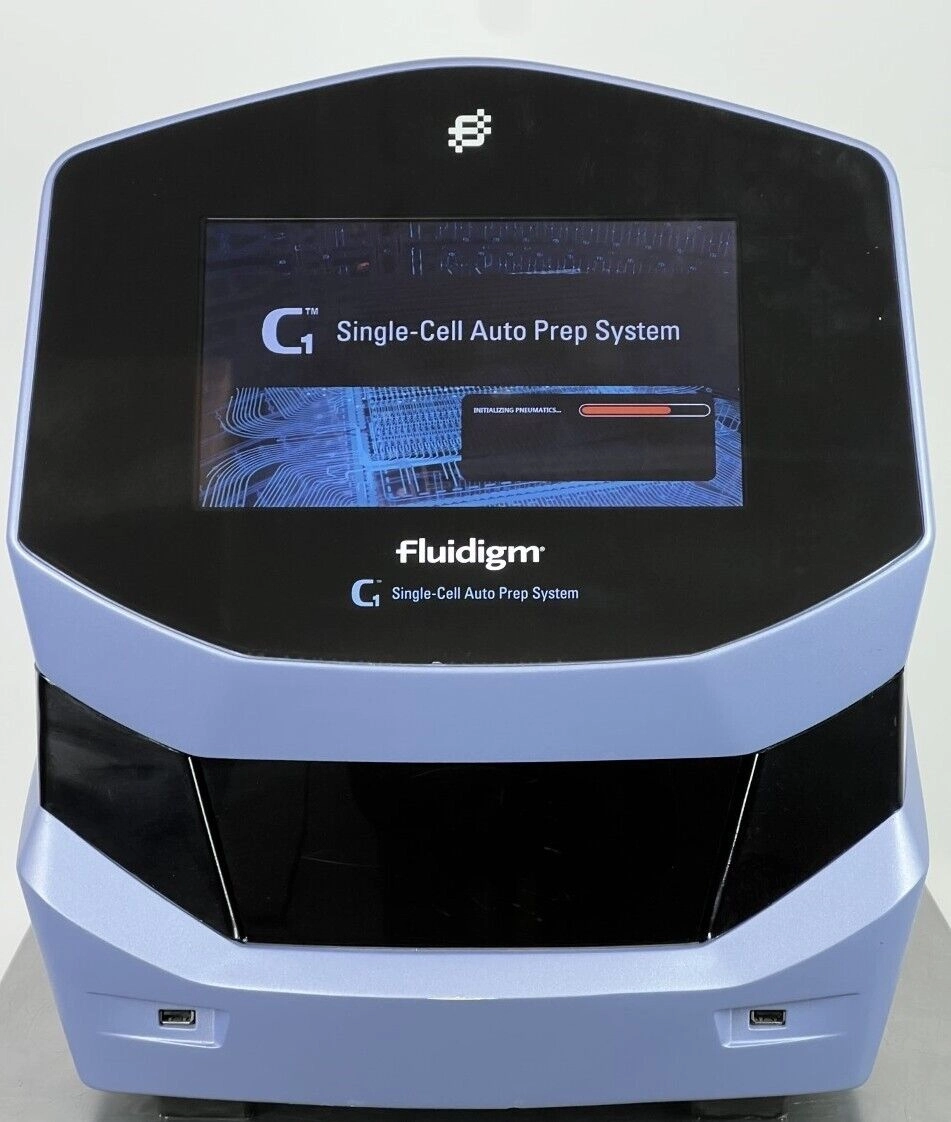 C1™ Single-Cell Auto Prep System
INITIALIZING PNEUMATICS...
Fluidigm
C1™ Single-Cell Auto Prep System